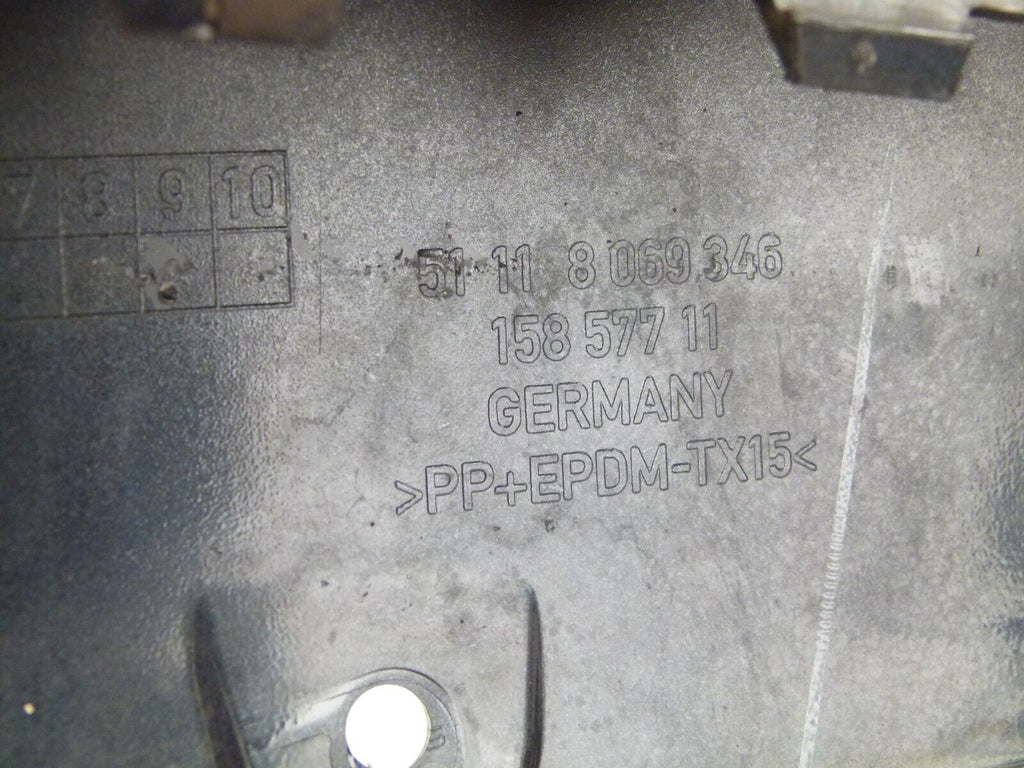 7 8 9 10
51 11 8 069 346
158 577 11
GERMANY
>PP+EPDM-TX15<